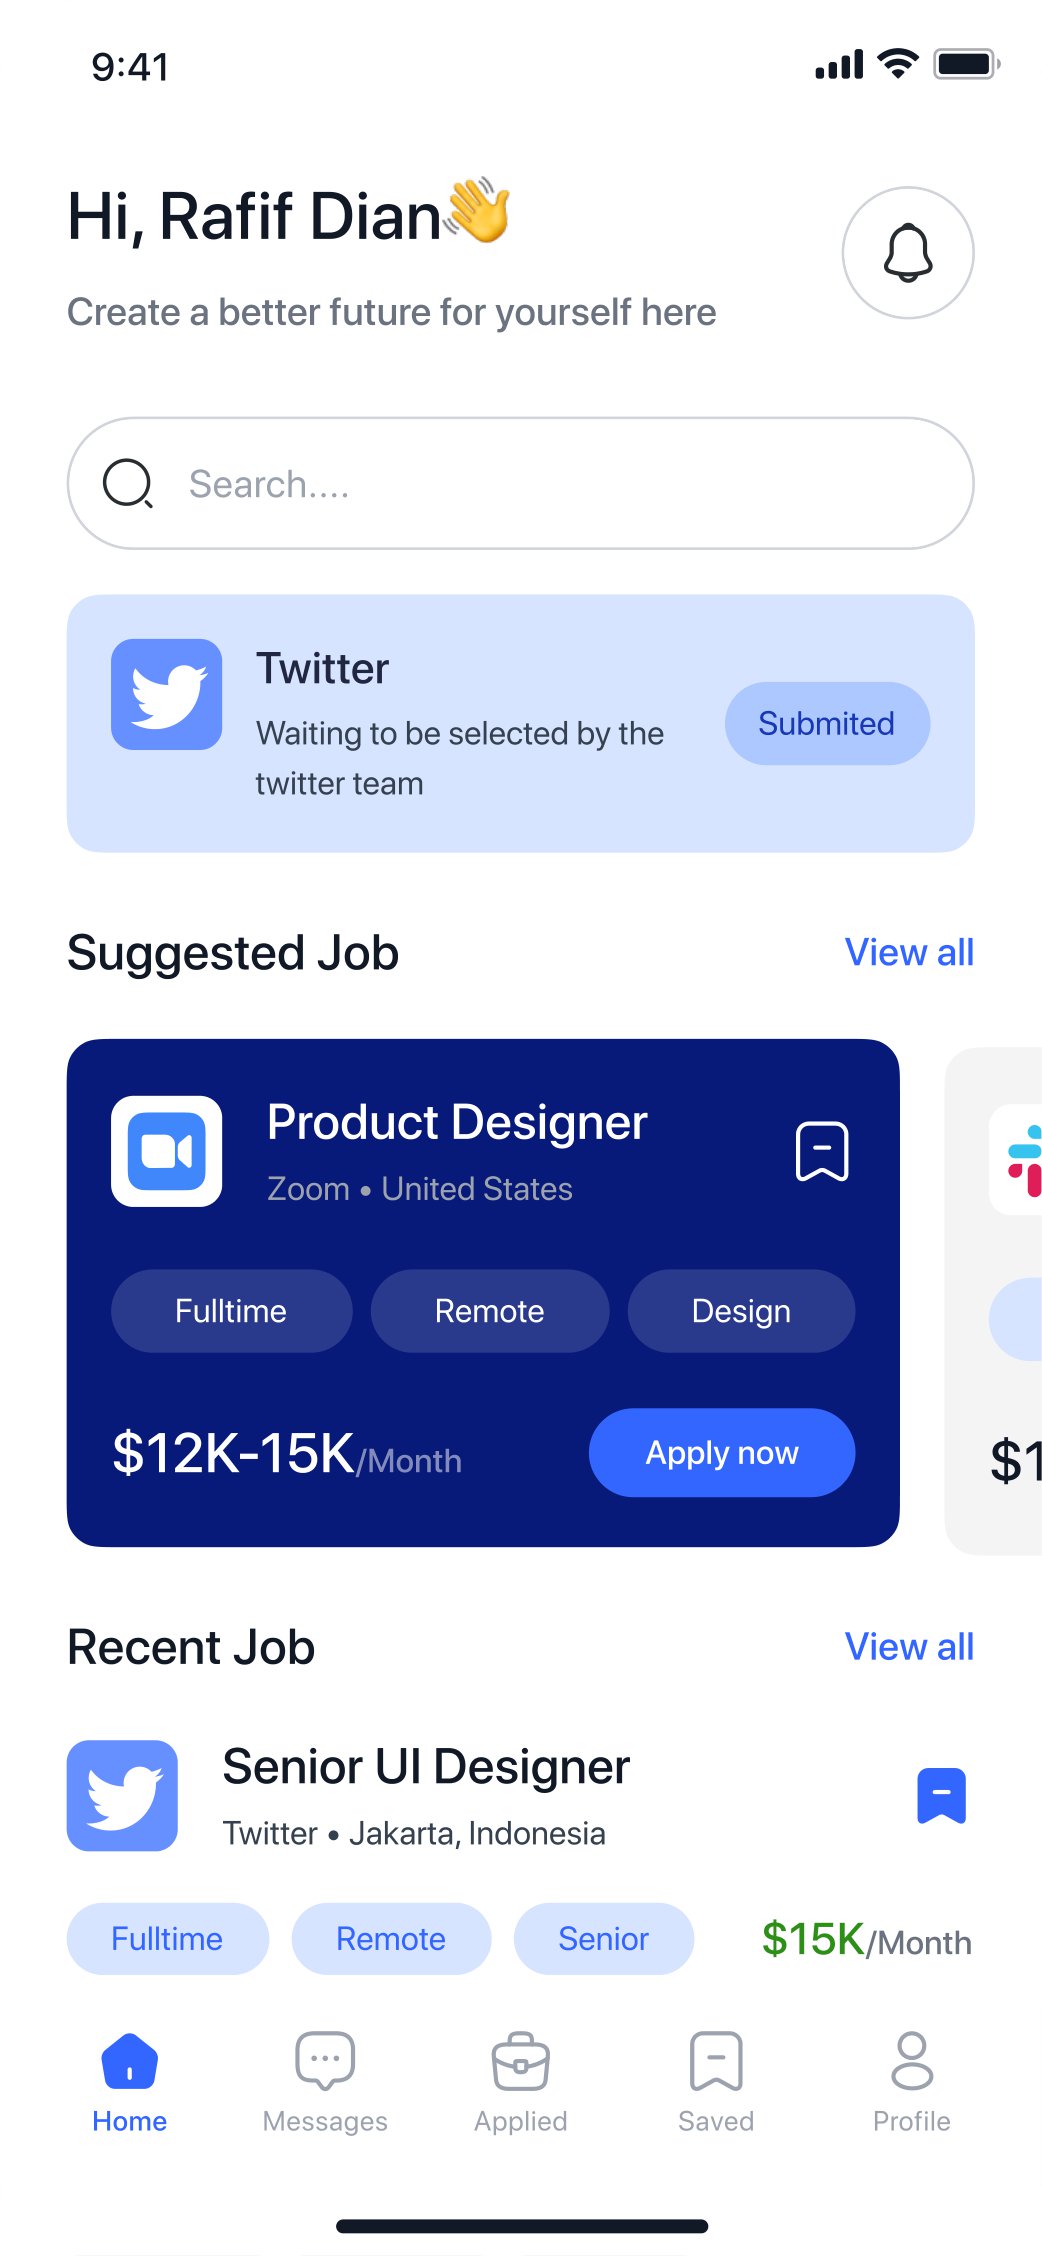 9:41
Hi, Rafif Dian👋
Create a better future for yourself here
Search....
Twitter
Waiting to be selected by the
twitter team
Submited
Suggested Job
View all
Product Designer
Zoom • United States
Fulltime
Remote
Design
$12K-15K/Month
Apply now
$1
Recent Job
View all
Senior UI Designer
Twitter • Jakarta, Indonesia
Fulltime
Remote
Senior
$15K/Month
Home
Messages
Applied
Saved
Profile